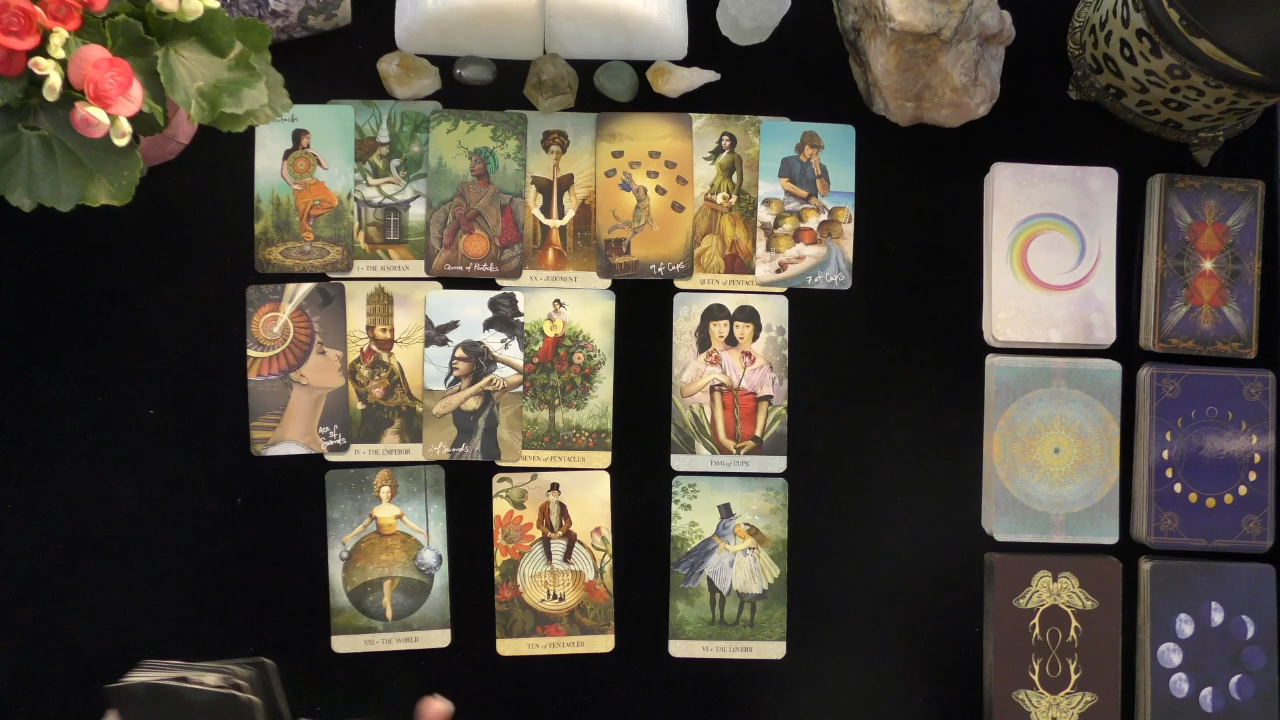 Pentacles
I • THE MAGICIAN
Queen of Pentacles
XX • JUDGMENT
9 of Cups
QUEEN of PENTACL
7 of Cups
Ace
of
Swords
IV • THE EMPEROR
2 of Swords
SEVEN of PENTACLES
TWO of CUPS
XXI • THE WORLD
TEN of PENTACLES
VI • THE LOVERS